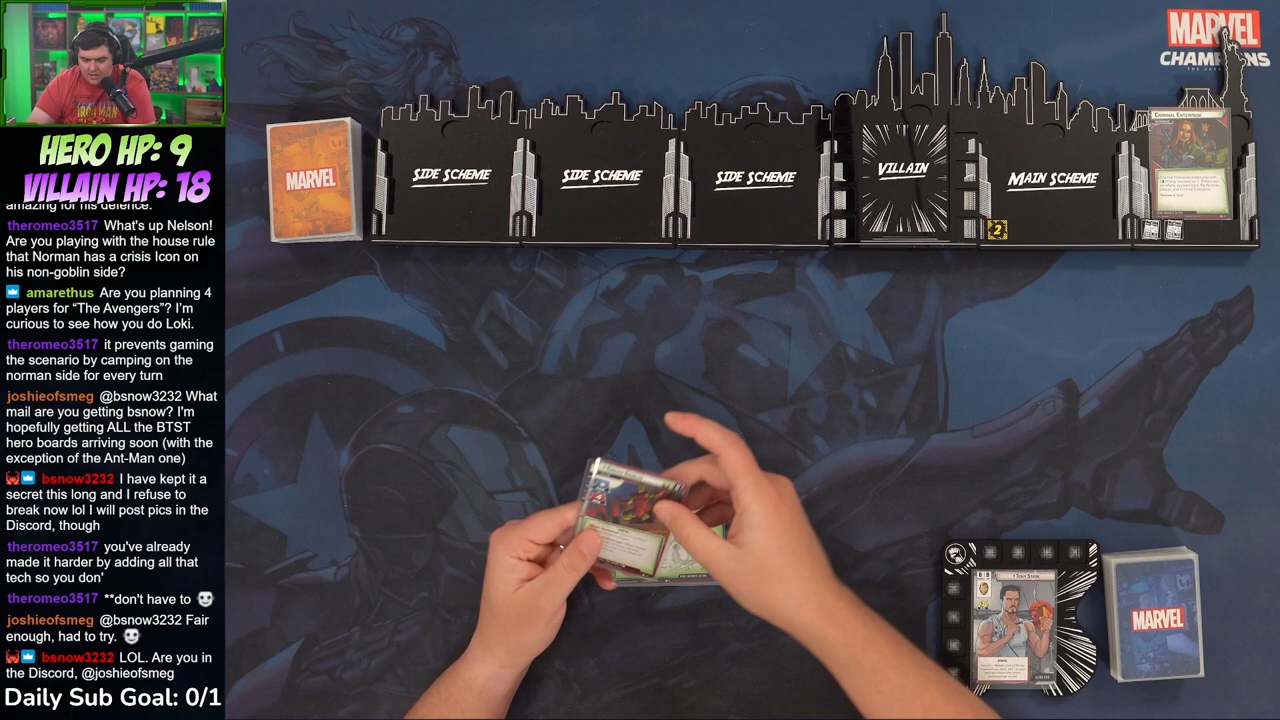 HERO HP: 9
VILLAIN HP: 18
amazing for his defence.
theromeo3517 What's up Nelson!
Are you playing with the house rule
that Norman has a crisis Icon on
his non-goblin side?
amarethus Are you planning 4
players for “The Avengers”? I'm
curious to see how you do Loki.
theromeo3517 it prevents gaming
the scenario by camping on the
norman side for every turn
joshieofsmeg @bsnow3232 What
mail are you getting bsnow? I'm
hopefully getting ALL the BTST
hero boards arriving soon (with the
exception of the Ant-Man one)
bsnow3232 I have kept it a
secret this long and I refuse to
break now lol I will post pics in the
Discord, though
theromeo3517 you've already
made it harder by adding all that
tech so you don'
theromeo3517 **don't have to
joshieofsmeg @bsnow3232 Fair
enough, had to try.
bsnow3232 LOL. Are you in
the Discord, @joshieofsmeg
Daily Sub Goal: 0/1
MARVEL
SIDE SCHEME
SIDE SCHEME
SIDE SCHEME
VILLAIN
MAIN SCHEME
2
CRIMINAL ENTERPRISE
MARVEL
CHAMPIONS
TONY STARK
MARVEL